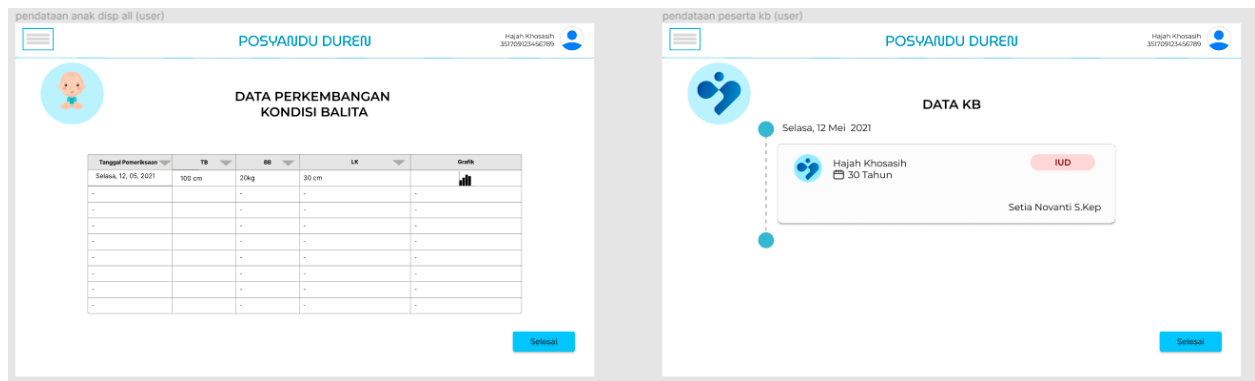 pendataan anak disp all (user)
POSYANDU DUREN
Hajah Khosasih
351709123456789
DATA PERKEMBANGAN
KONDISI BALITA
Tanggal Pemeriksaan TB BB LK Grafik
Selasa, 12, 05, 2021 100 cm 20kg 30 cm
- - - -
- - - -
- - - -
- - - -
- - - -
- - - -
- - - -
- - - -
Selesai
pendataan peserta kb (user)
POSYANDU DUREN
Hajah Khosasih
351709123456789
DATA KB
Selasa, 12 Mei 2021
Hajah Khosasih IUD
30 Tahun
Setia Novanti S.Kep
Selesai